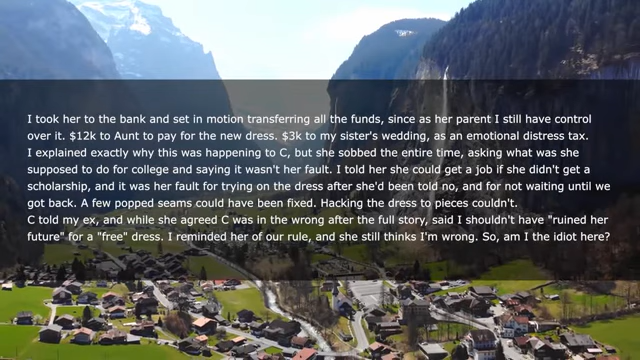 I took her to the bank and set in motion transferring all the funds, since as her parent I still have control
over it. $12k to Aunt to pay for the new dress. $3k to my sister's wedding, as an emotional distress tax.
I explained exactly why this was happening to C, but she sobbed the entire time, asking what was she
supposed to do for college and saying it wasn't her fault. I told her she could get a job if she didn't get a
scholarship, and it was her fault for trying on the dress after she'd been told no, and for not waiting until we
got back. A few popped seams could have been fixed. Hacking the dress to pieces couldn't.
C told my ex, and while she agreed C was in the wrong after the full story, said I shouldn't have "ruined her
future" for a "free" dress. I reminded her of our rule, and she still thinks I'm wrong. So, am I the idiot here?